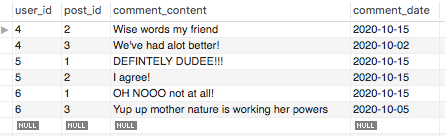 user_id post_id comment_content comment_date
4 2 Wise words my friend 2020-10-15
4 3 We've had alot better! 2020-10-02
5 1 DEFINTELY DUDEE!!! 2020-10-15
5 2 I agree! 2020-10-15
6 1 OH NOOO not at all! 2020-10-15
6 3 Yup up mother nature is working her powers 2020-10-05
NULL NULL NULL NULL